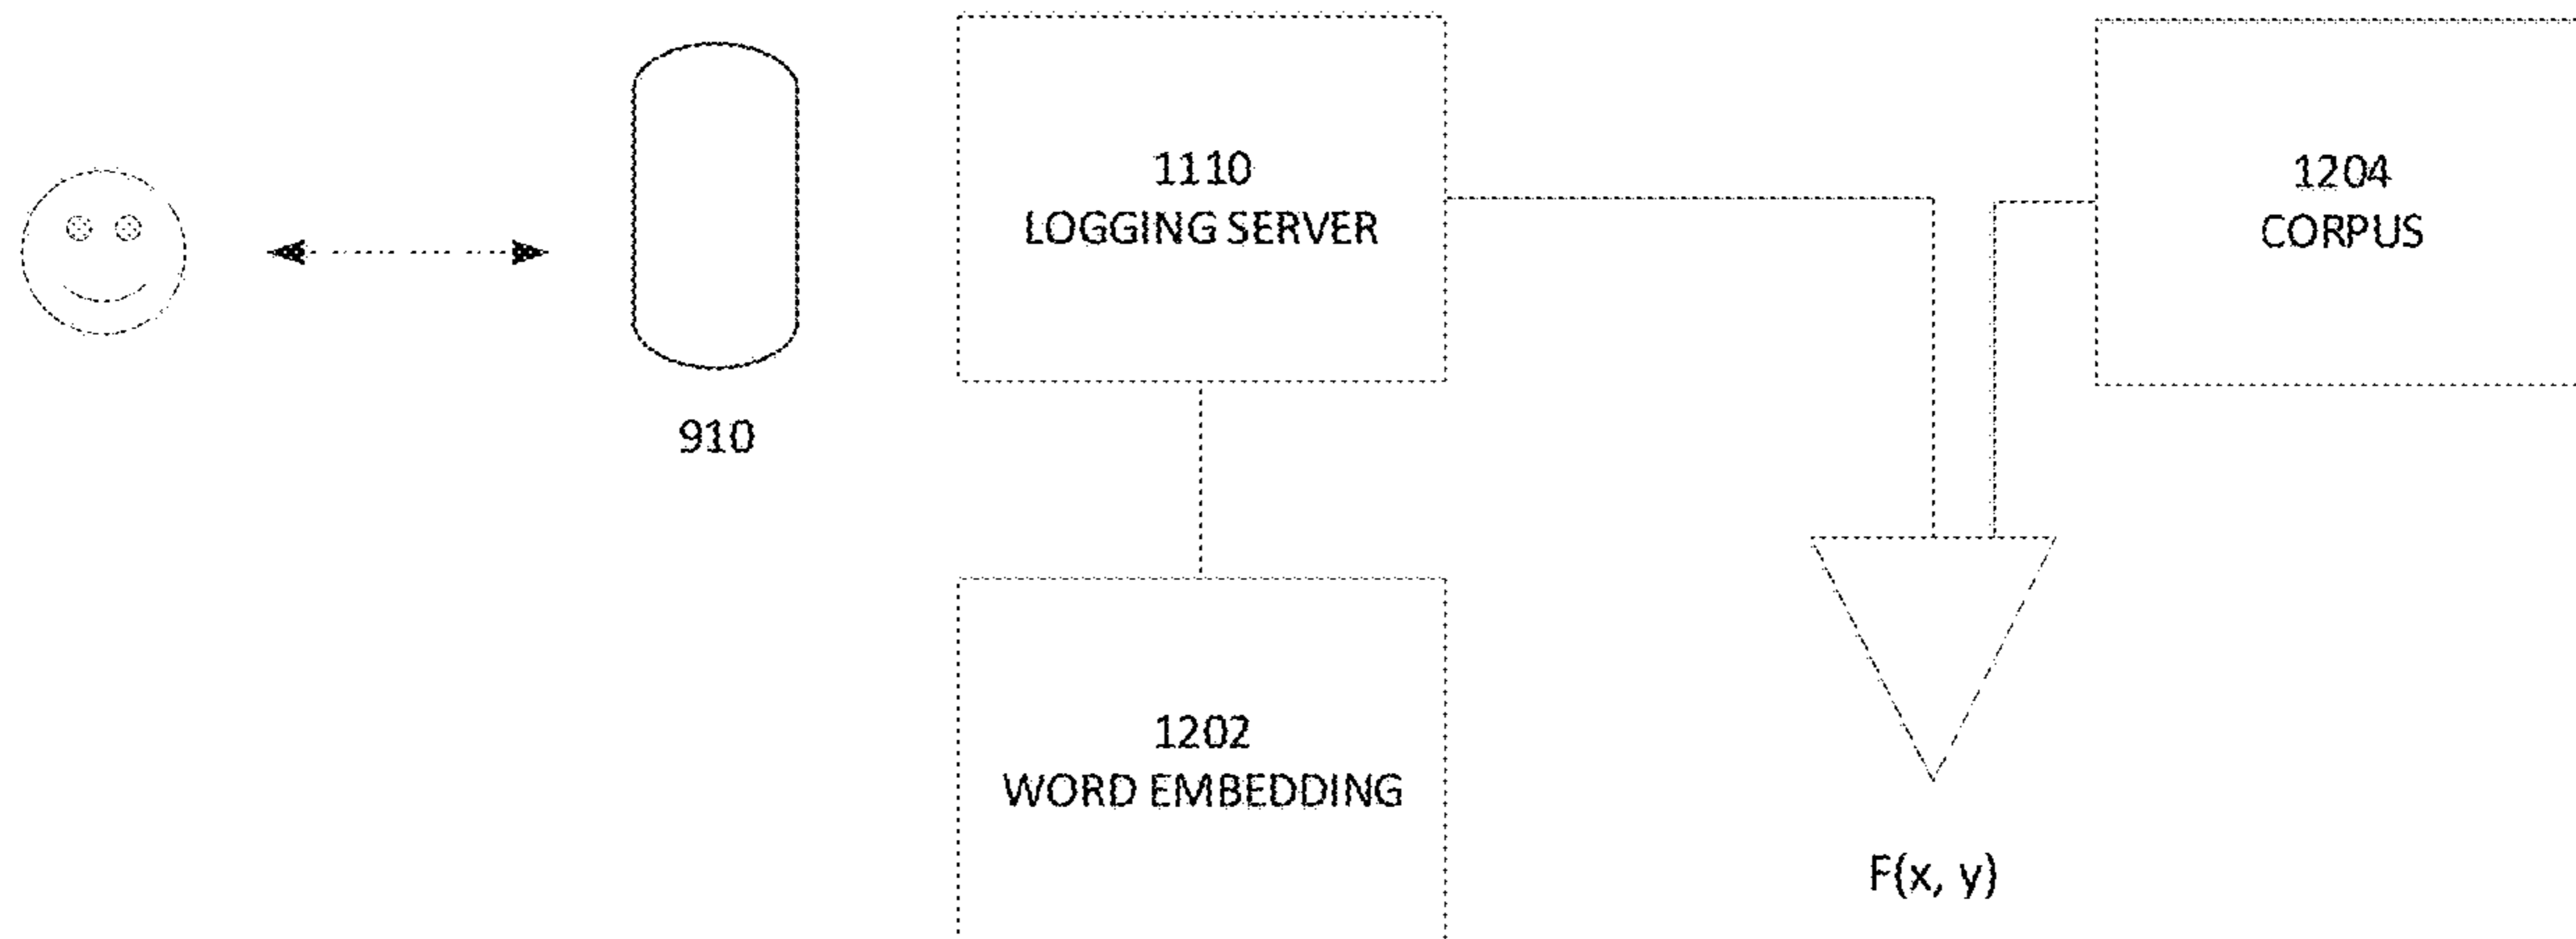 1110
LOGGING SERVER
1204
CORPUS
910
1202
WORD EMBEDDING
F(x, y)